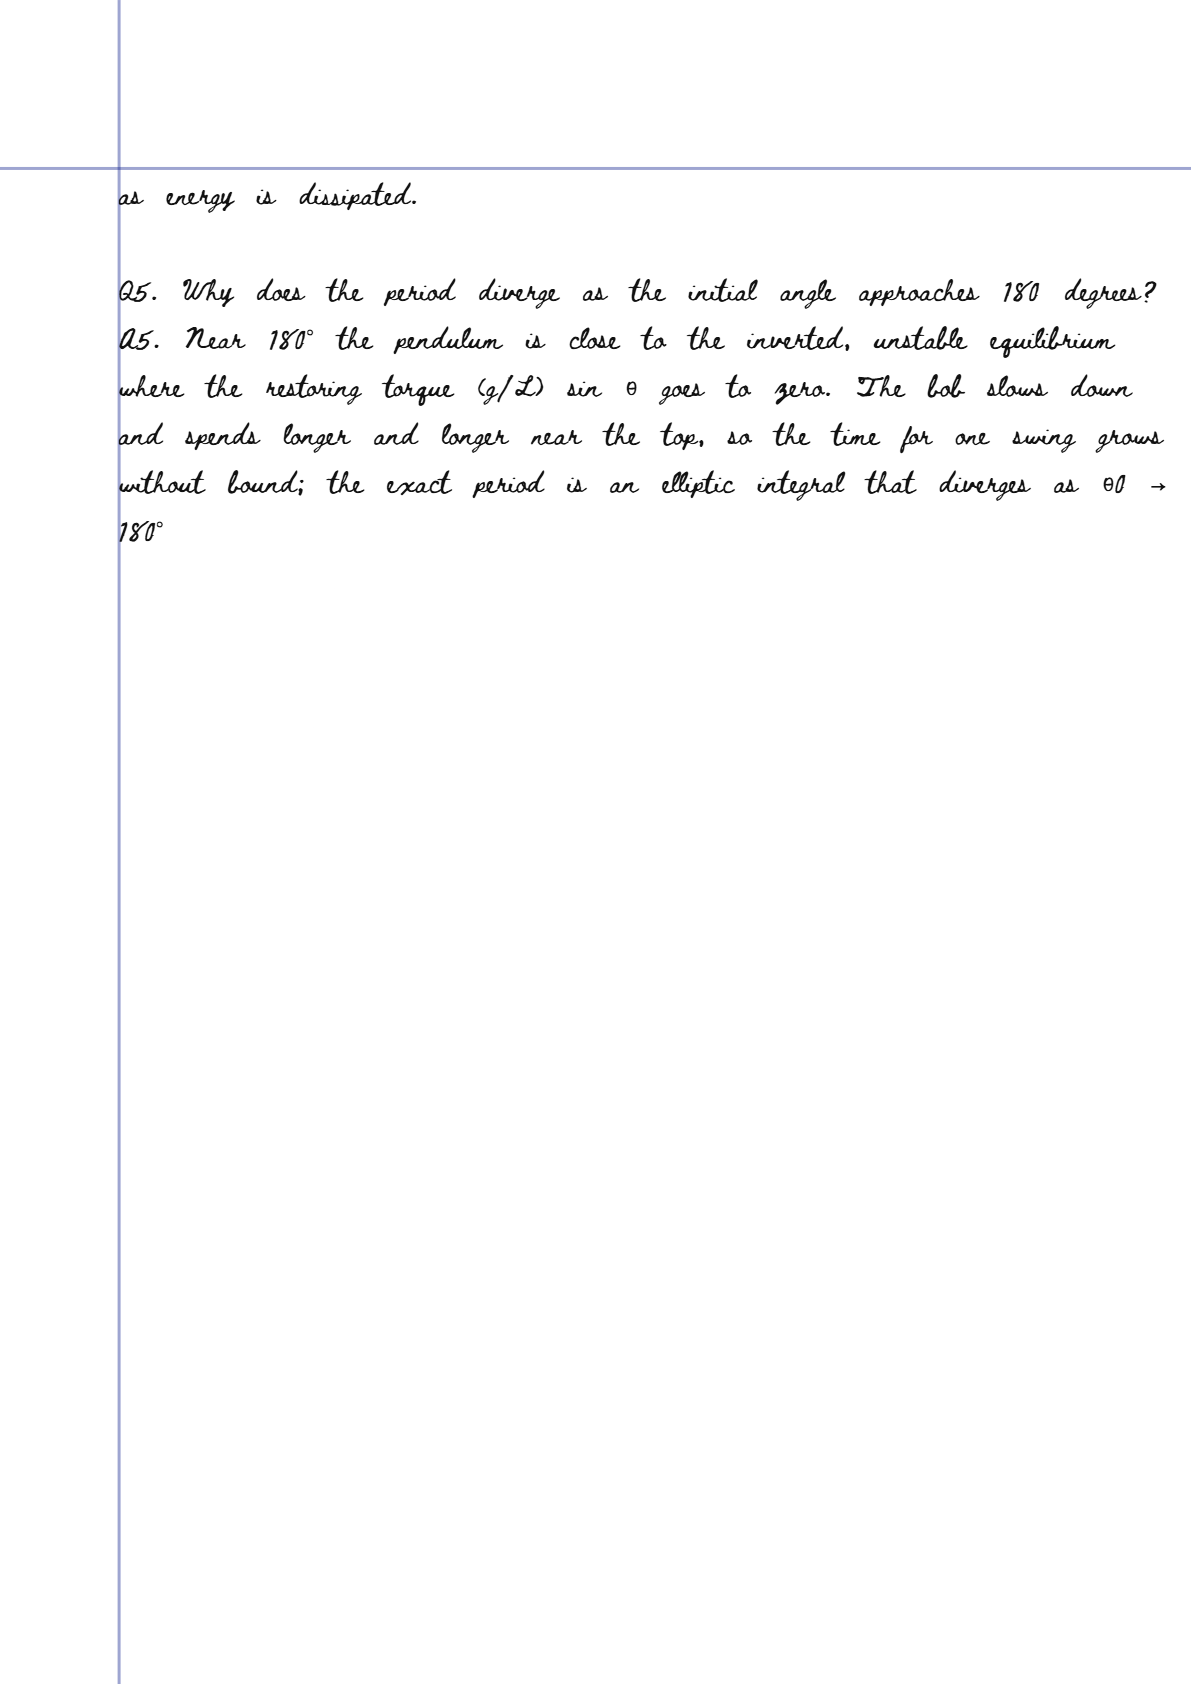 as energy is dissipated.
Q5. Why does the period diverge as the initial angle approaches 180 degrees?
A5. Near 180° the pendulum is close to the inverted, unstable equilibrium
where the restoring torque (g/L) sin θ goes to zero. The bob slows down
and spends longer and longer near the top, so the time for one swing grows
without bound; the exact period is an elliptic integral that diverges as θ0 →
180°